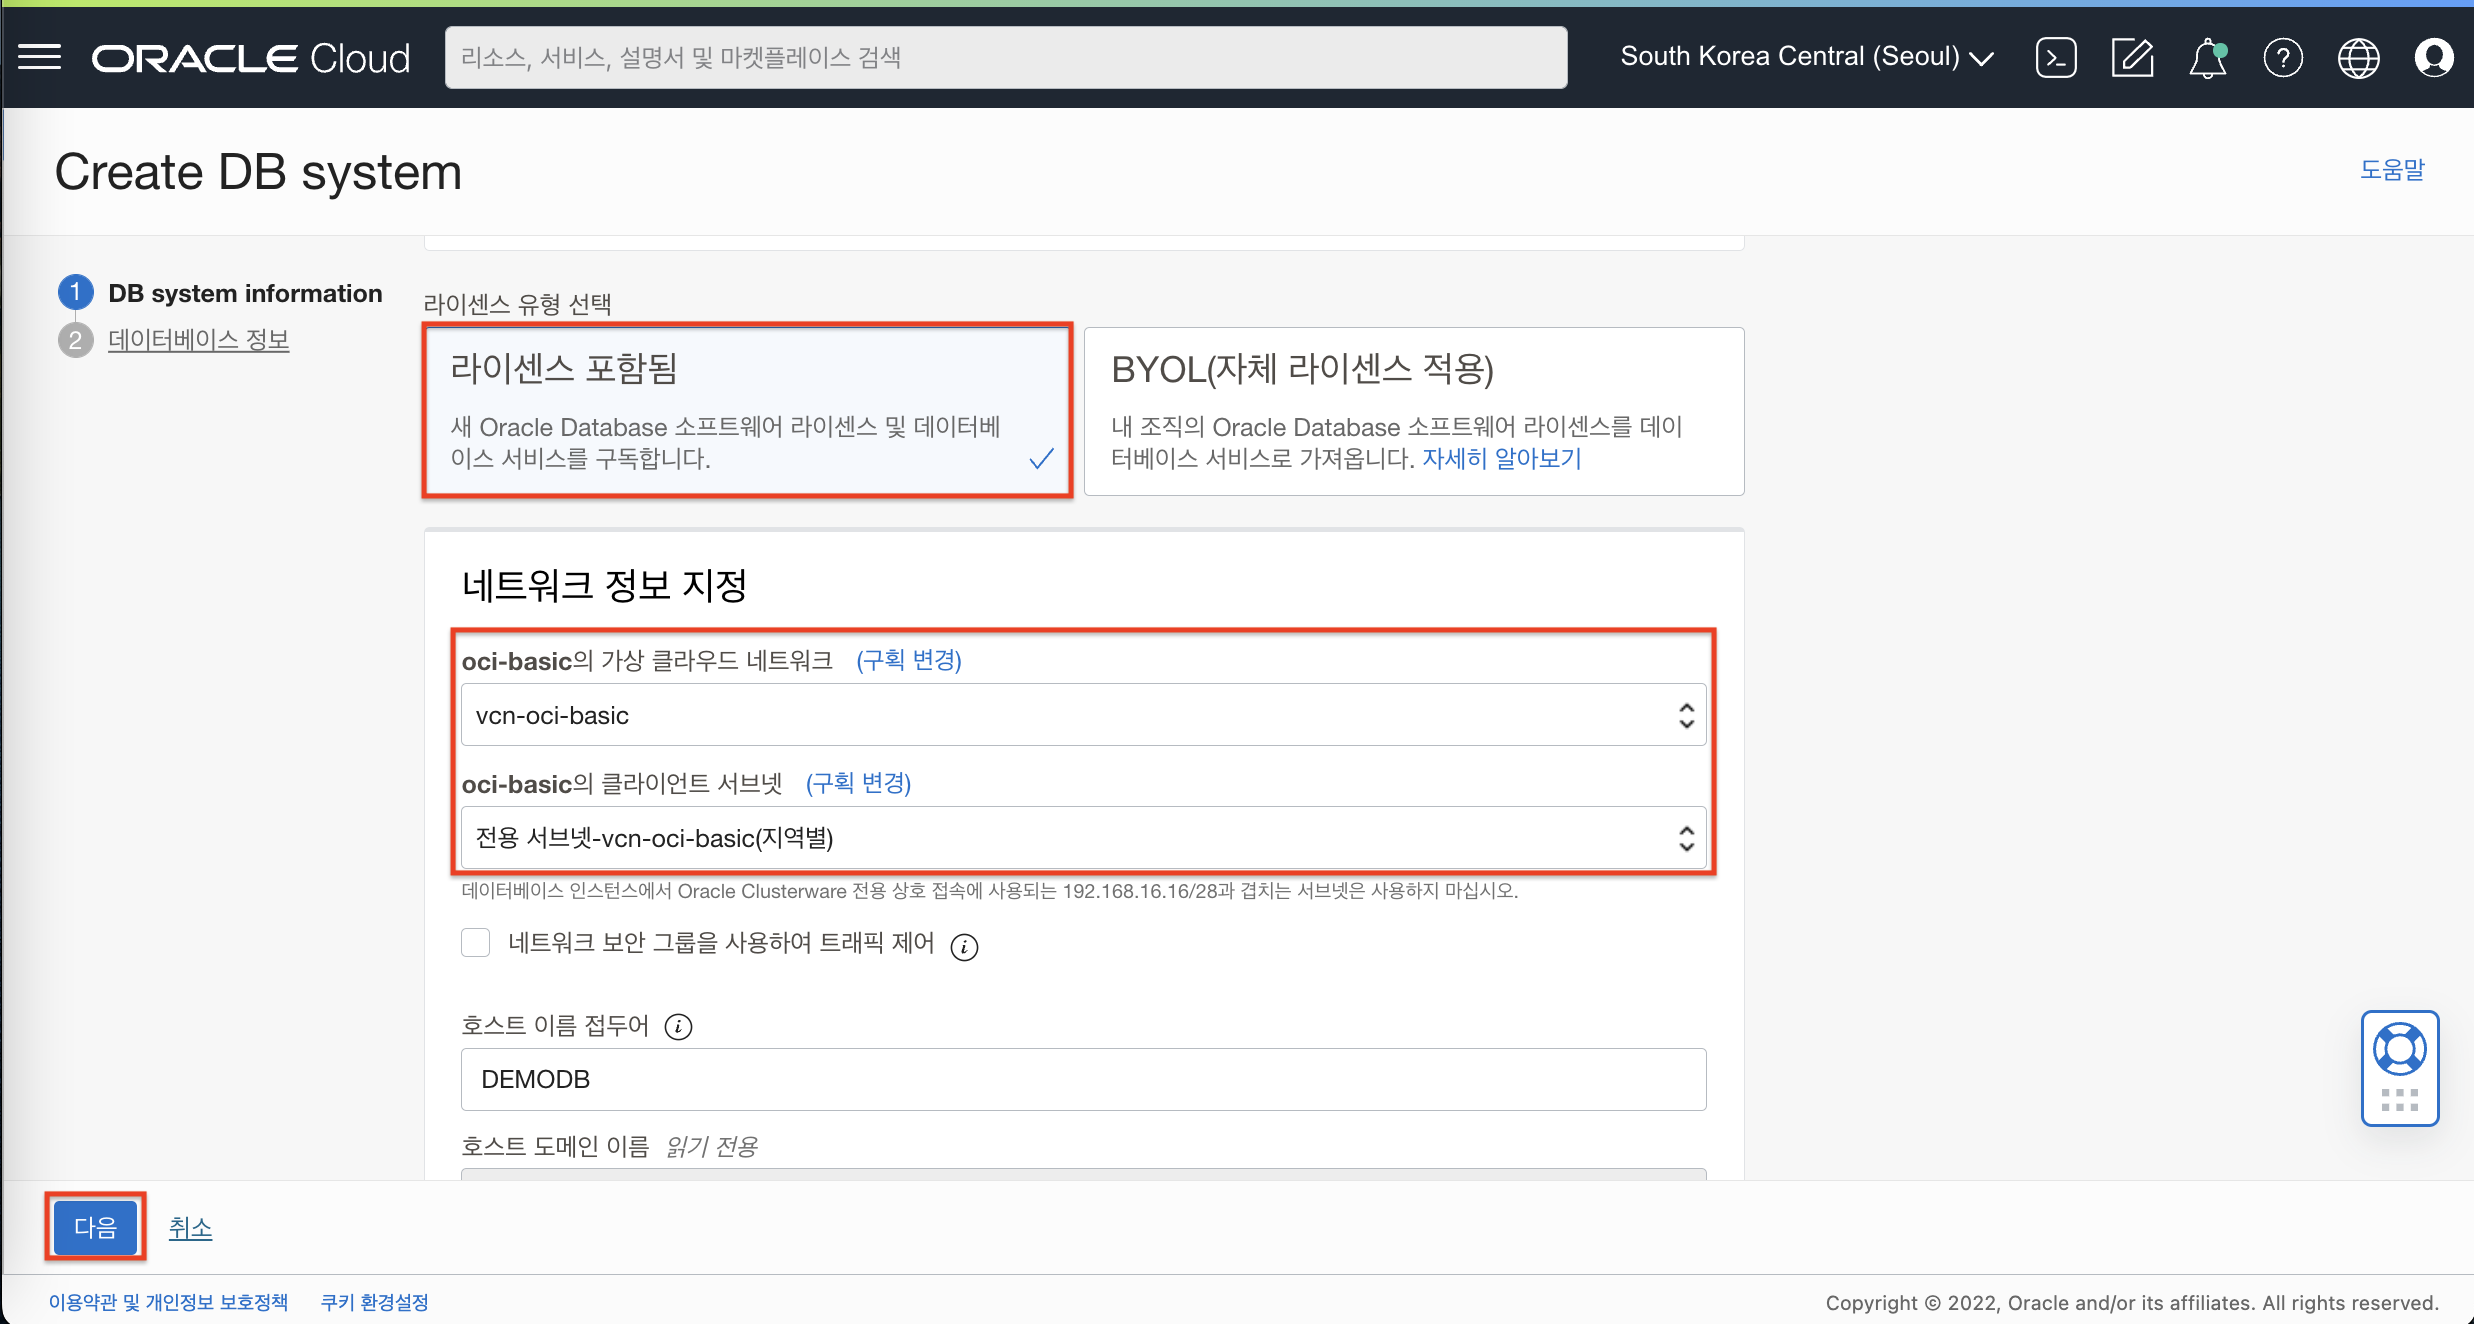 ORACLE Cloud
리소스, 서비스, 설명서 및 마켓플레이스 검색
South Korea Central (Seoul)
Create DB system
도움말
1 DB system information
2 데이터베이스 정보
라이센스 유형 선택
라이센스 포함됨
새 Oracle Database 소프트웨어 라이센스 및 데이터베
이스 서비스를 구독합니다.
BYOL(자체 라이센스 적용)
내 조직의 Oracle Database 소프트웨어 라이센스를 데이
터베이스 서비스로 가져옵니다. 자세히 알아보기
네트워크 정보 지정
oci-basic의 가상 클라우드 네트워크 (구획 변경)
vcn-oci-basic
oci-basic의 클라이언트 서브넷 (구획 변경)
전용 서브넷-vcn-oci-basic(지역별)
데이터베이스 인스턴스에서 Oracle Clusterware 전용 상호 접속에 사용되는 192.168.16.16/28과 겹치는 서브넷은 사용하지 마십시오.
네트워크 보안 그룹을 사용하여 트래픽 제어
호스트 이름 접두어
DEMODB
호스트 도메인 이름 읽기 전용
다음 취소
이용약관 및 개인정보 보호정책 쿠키 환경설정
Copyright © 2022, Oracle and/or its affiliates. All rights reserved.